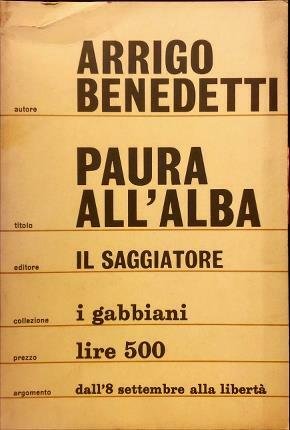 ARRIGO
autore BENEDETTI
PAURA
titolo ALL'ALBA
editore IL SAGGIATORE
collezione i gabbiani
prezzo lire 500
argomento dall'8 settembre alla libertà